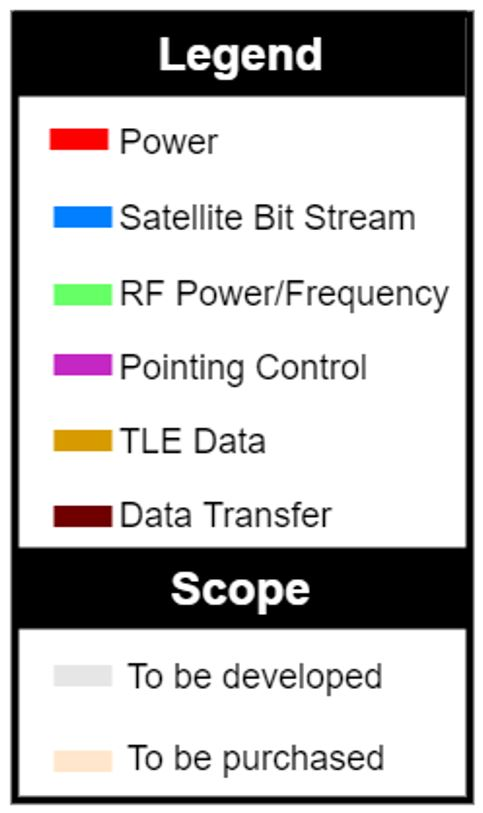 Legend
Power
Satellite Bit Stream
RF Power/Frequency
Pointing Control
TLE Data
Data Transfer
Scope
To be developed
To be purchased